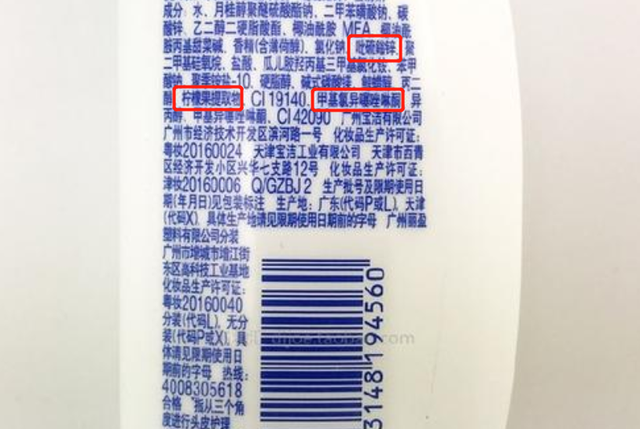 成分：水、月桂醇聚醚硫酸酯钠、二甲苯磺酸钠、碳
酸锌、乙二醇二硬脂酸酯、椰油酰胺 MEA、椰油酰
胺丙基甜菜碱、香精(含薄荷醇)、氯化钠、吡硫鎓锌、聚
二甲基硅氧烷、盐酸、瓜儿胶羟丙基三甲基氯化铵、苯甲
酸钠、聚季铵盐-10、硬脂醇、碱式碳酸镁、鲸蜡醇、丙二
醇、柠檬果提取物、CI 19140、甲基氯异噻唑啉酮、异
丙醇、甲基异噻唑啉酮、CI 42090 广州宝洁有限公司
广州市经济技术开发区滨河路一号 化妆品生产许可证：
粤妆20160024 天津宝洁工业有限公司 天津市西青
区经济开发小区兴华七支路12号 化妆品生产许可证：
津妆20160006 Q/GZBJ 2 生产批号及限期使用日
期(年月日)见包装标注 生产地：广东(代码P或L)、天津
(代码X)，具体生产地请见限期使用日期前的字母 广州丽盈
塑料有限公司分装
广州市增城市增江街
东区高科技工业基地
化妆品生产许可证：
粤妆20160040
分装(代码L)，无分
装(代码P或X)，具
体请见限期使用日
期前的字母 热线：
4008305618
合格 *指从三个角
度进行头皮护理
3148194560